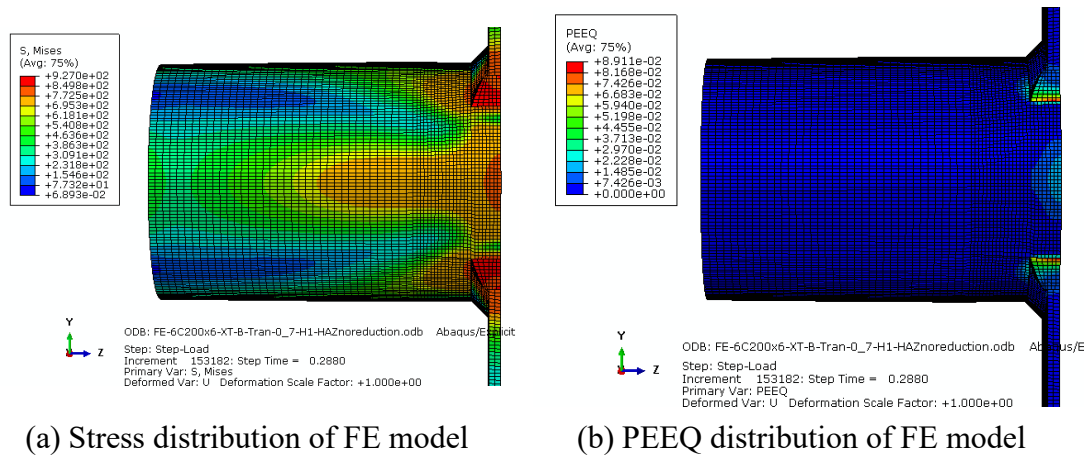 S, Mises
(Avg: 75%)
+9.270e+02
+8.498e+02
+7.725e+02
+6.953e+02
+6.181e+02
+5.408e+02
+4.636e+02
+3.863e+02
+3.091e+02
+2.318e+02
+1.546e+02
+7.732e+01
+6.893e-02
Y
Z
ODB: FE-6C200x6-XT-B-Tran-0_7-H1-HAZnoreduction.odb Abaqus/Explicit
Step: Step-Load
Increment 153182: Step Time = 0.2880
Primary Var: S, Mises
Deformed Var: U Deformation Scale Factor: +1.000e+00
(a) Stress distribution of FE model
PEEQ
(Avg: 75%)
+8.911e-02
+8.168e-02
+7.426e-02
+6.683e-02
+5.940e-02
+5.198e-02
+4.455e-02
+3.713e-02
+2.970e-02
+2.228e-02
+1.485e-02
+7.426e-03
+0.000e+00
Y
Z
ODB: FE-6C200x6-XT-B-Tran-0_7-H1-HAZnoreduction.odb Abaqus/E
Step: Step-Load
Increment 153182: Step Time = 0.2880
Primary Var: PEEQ
Deformed Var: U Deformation Scale Factor: +1.000e+00
(b) PEEQ distribution of FE model